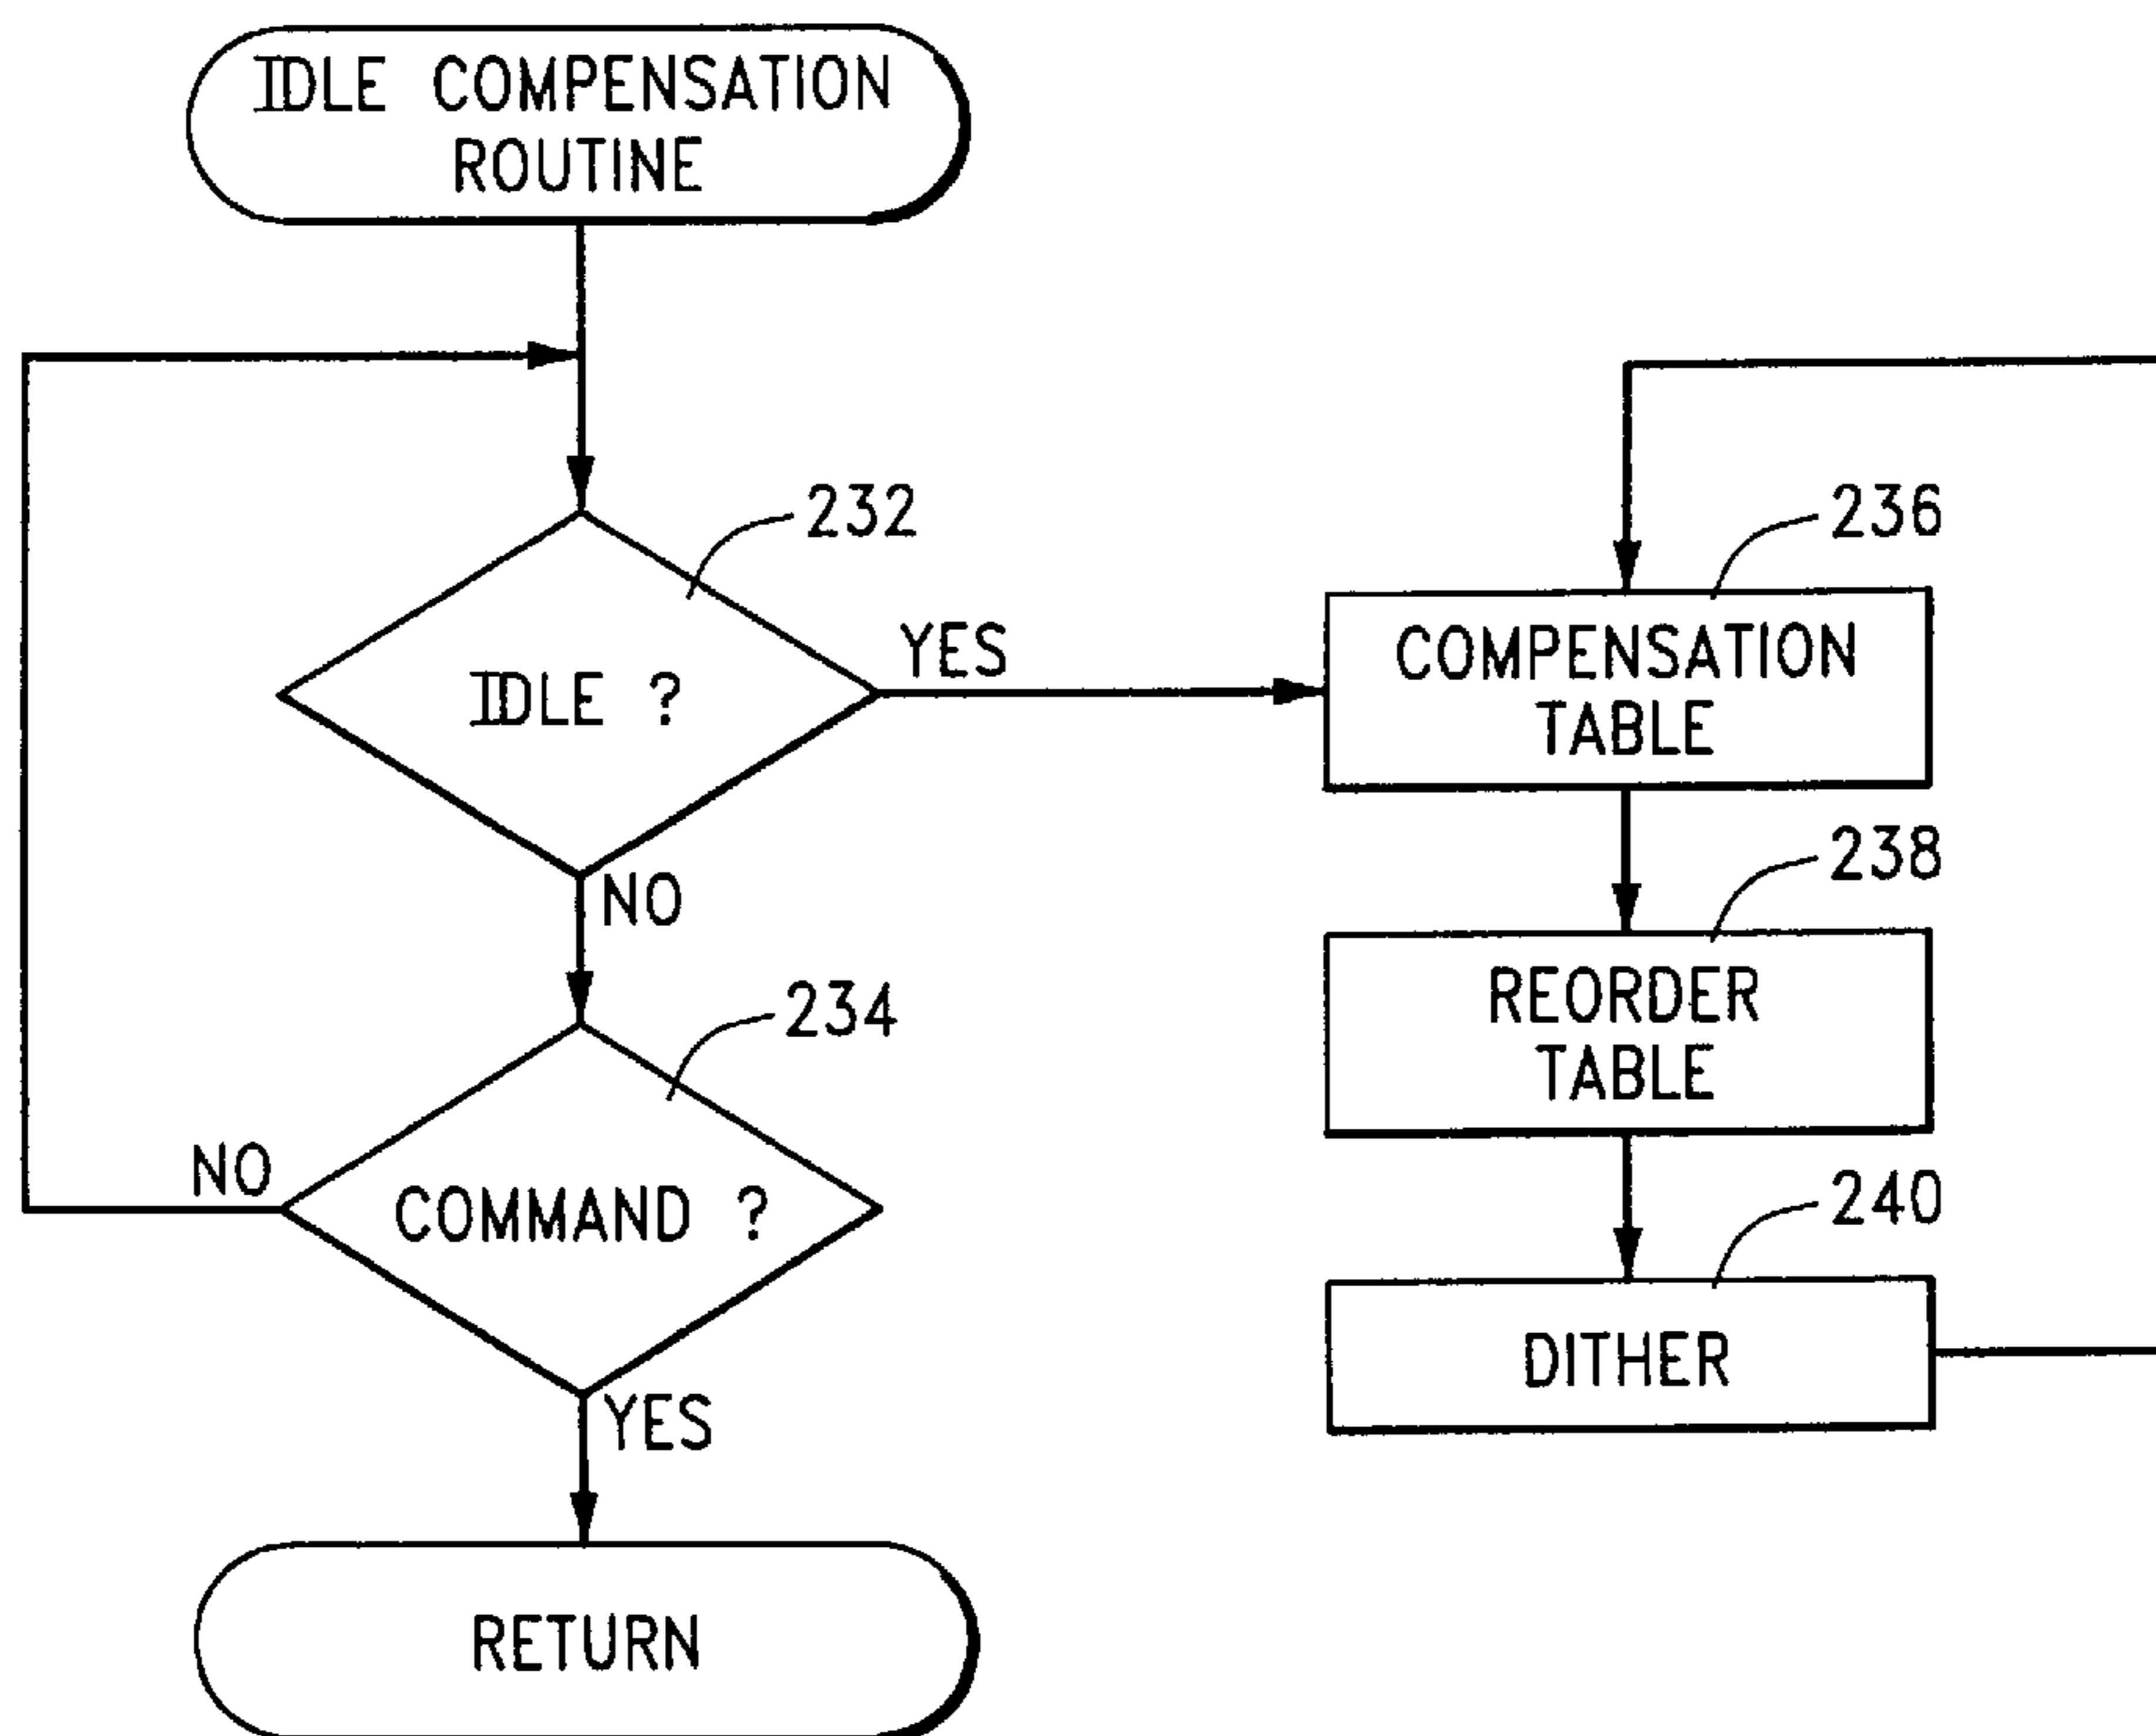 IDLE COMPENSATION
ROUTINE
232
IDLE ?
YES
NO
234
COMMAND ?
NO
YES
RETURN
236
COMPENSATION
TABLE
238
REORDER
TABLE
240
DITHER